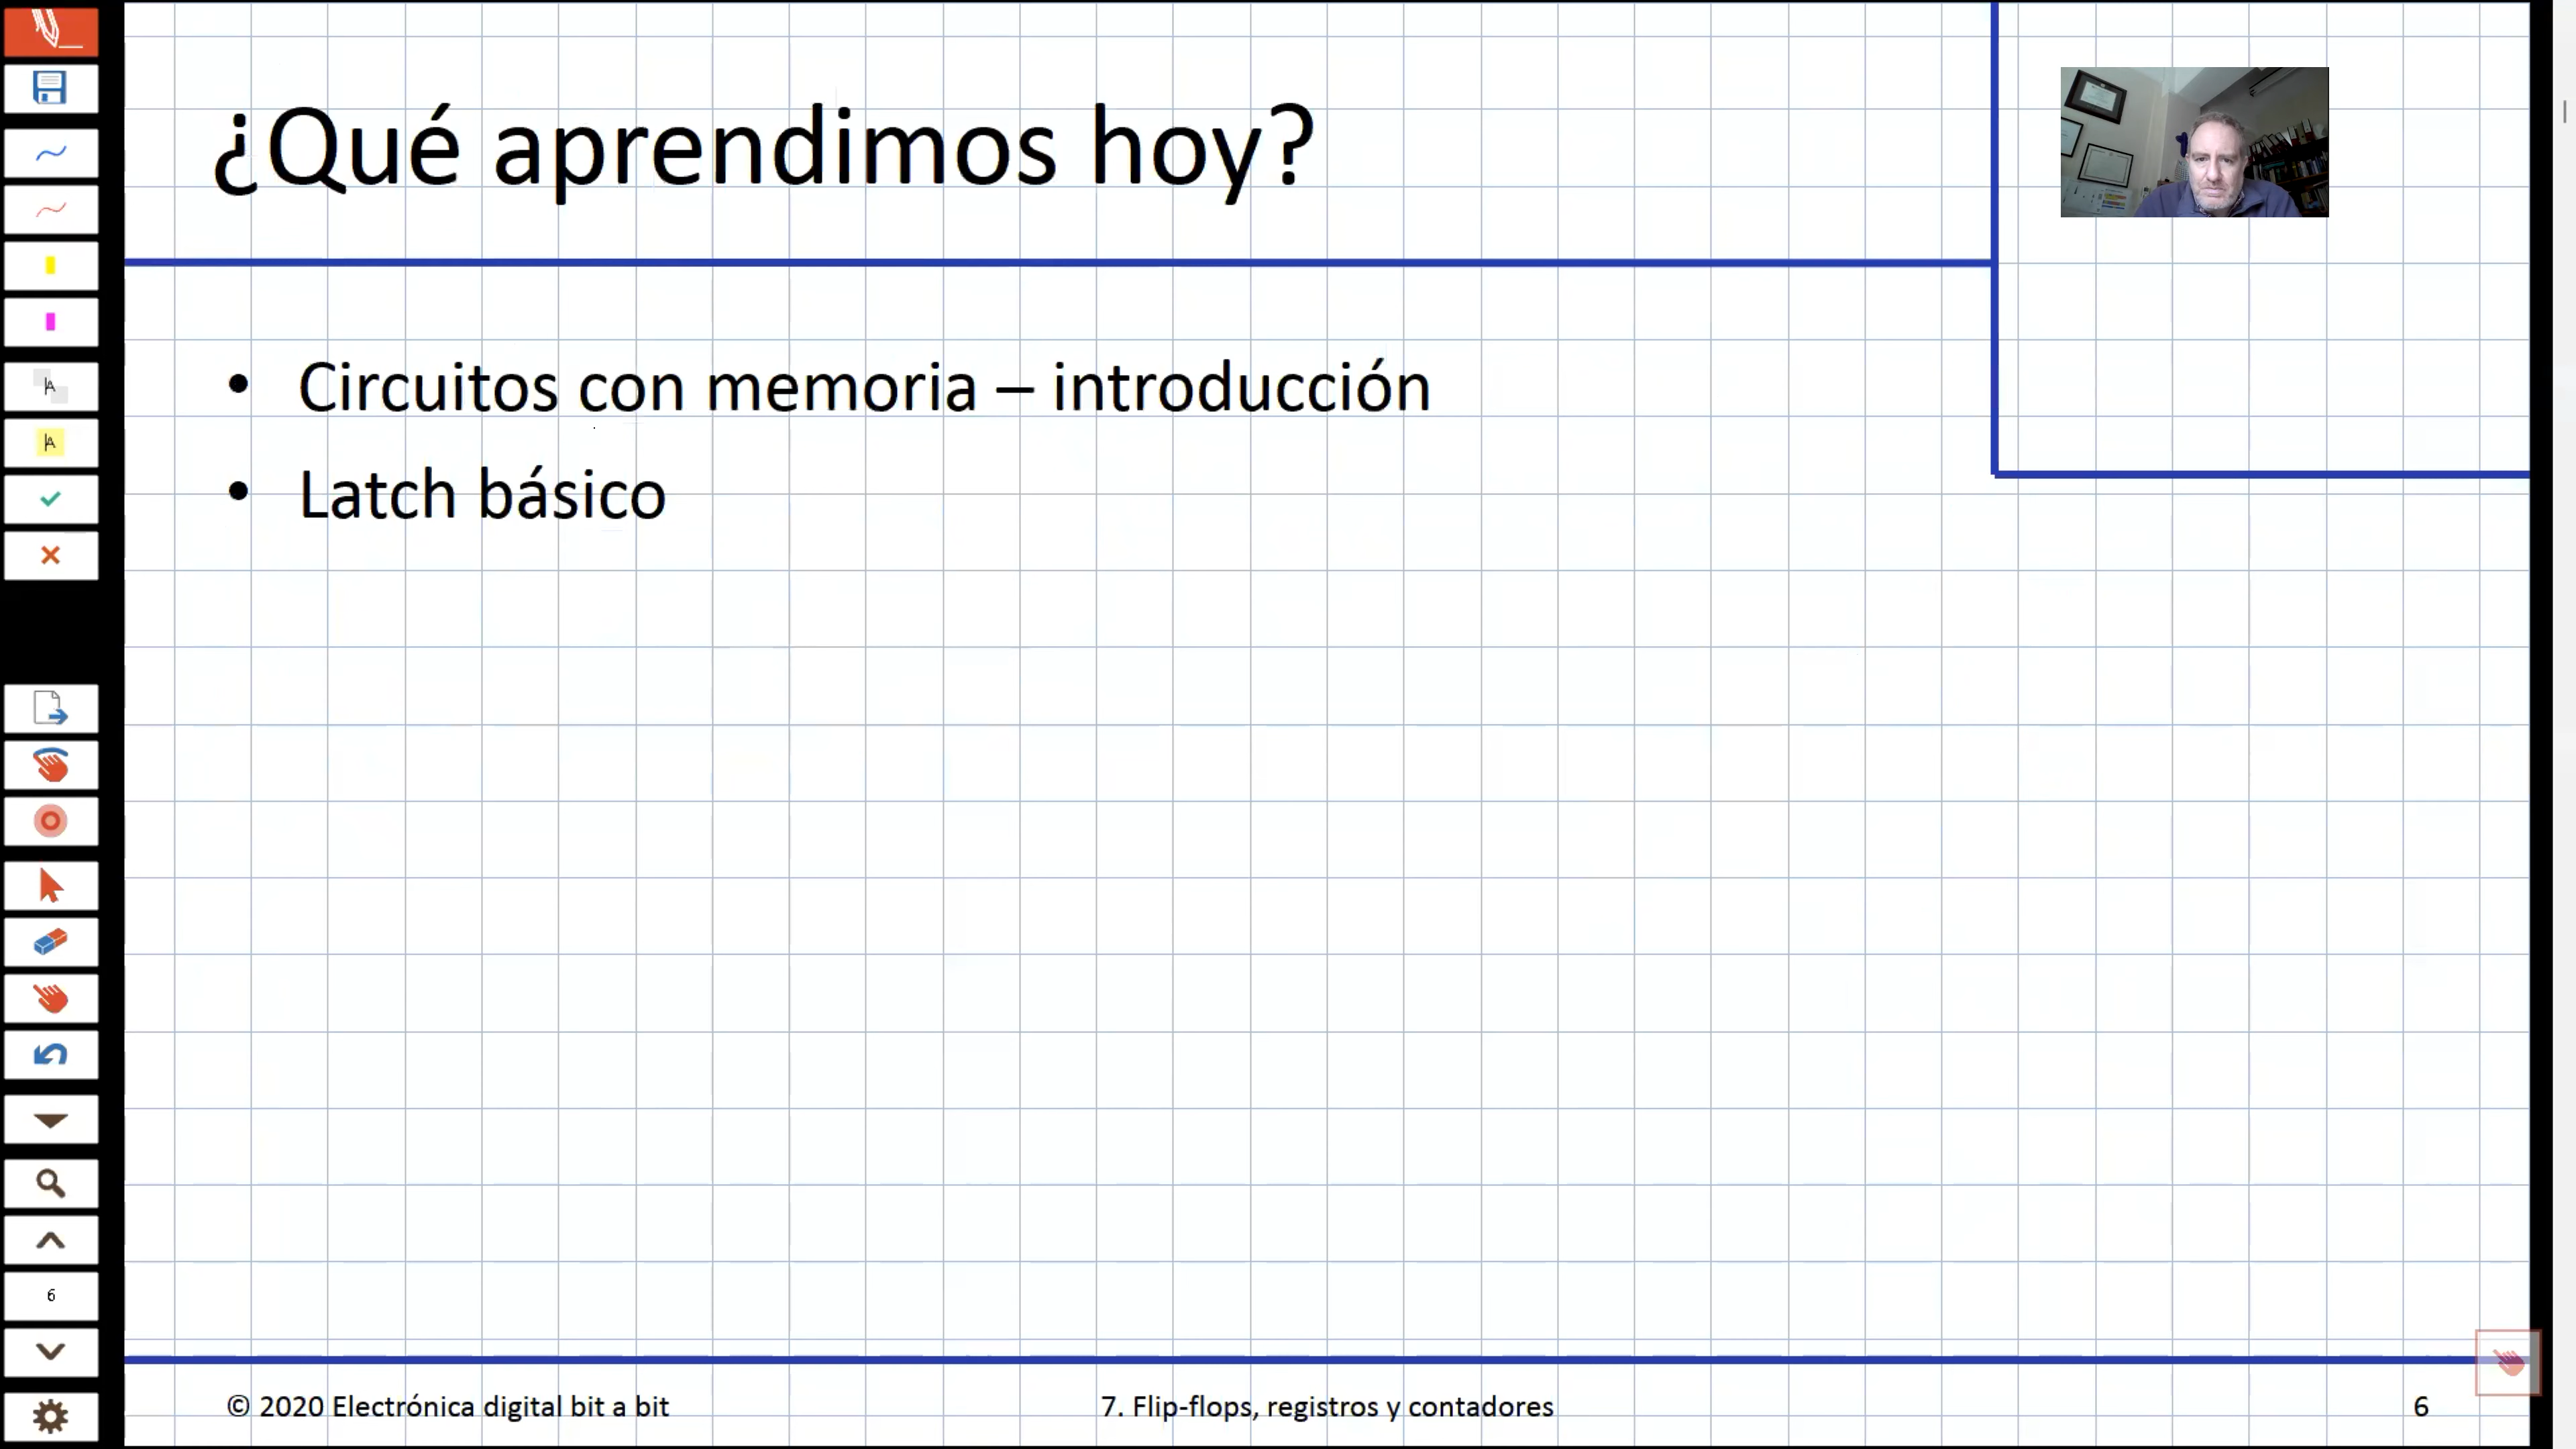 ¿Qué aprendimos hoy?
• Circuitos con memoria – introducción
• Latch básico
A
A
6
© 2020 Electrónica digital bit a bit
7. Flip-flops, registros y contadores
6